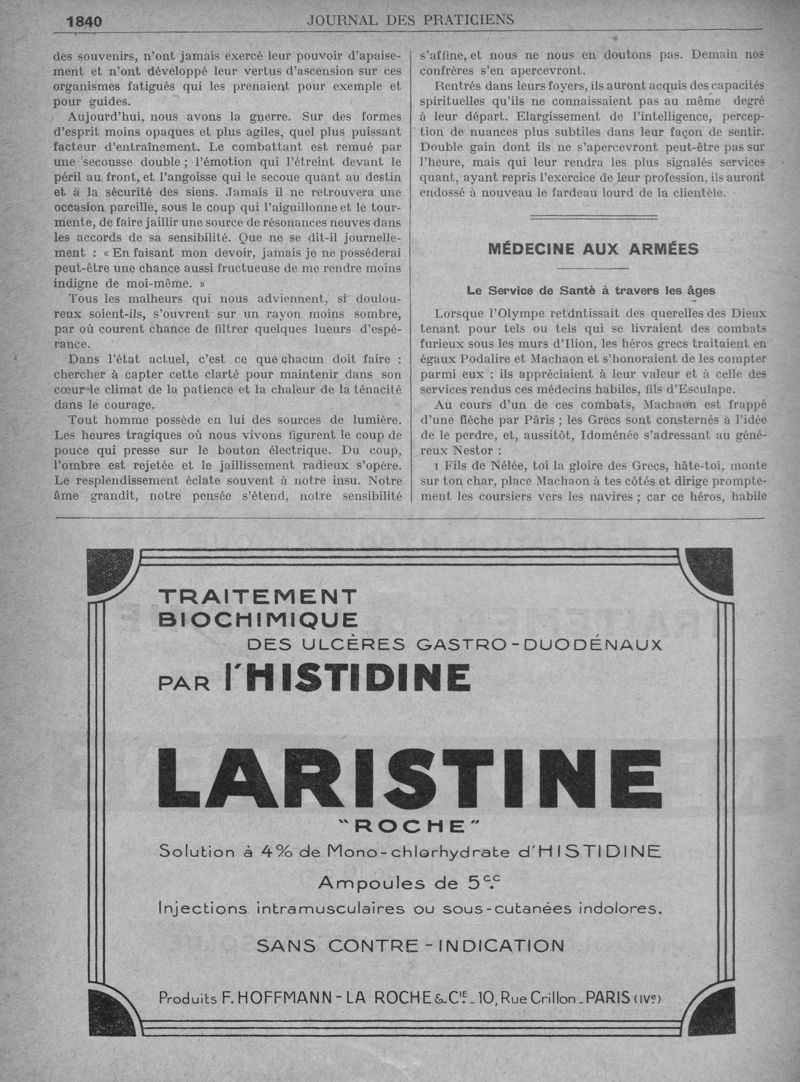 1840
JOURNAL DES PRATICIENS
des souvenirs, n'ont jamais exercé leur pouvoir d'apaise-
ment et n'ont développé leur vertus d'ascension sur ces
organismes fatigués qui les prenaient pour exemple et
pour guides.
Aujourd'hui, nous avons la guerre. Sur des formes
d'esprit moins opaques et plus agiles, quel plus puissant
facteur d'entraînement. Le combattant est remué par
une secousse double ; l'émotion qui l'étreint devant le
péril au front, et l'angoisse qui le secoue quant au destin
et à la sécurité des siens. Jamais il ne retrouvera une
occasion pareille, sous le coup qui l'aiguillonne et le tour-
mente, de faire jaillir une source de résonances neuves dans
les accords de sa sensibilité. Que ne se dit-il journelle-
ment : « En faisant mon devoir, jamais je ne posséderai
peut-être une chance aussi fructueuse de me rendre moins
indigne de moi-même. »
Tous les malheurs qui nous adviennent, si doulou-
reux soient-ils, s'ouvrent sur un rayon moins sombre,
par où courent chance de filtrer quelques lueurs d'espé-
rance.
Dans l'état actuel, c'est ce que chacun doit faire :
chercher à capter cette clarté pour maintenir dans son
cœur le climat de la patience et la chaleur de la ténacité
dans le courage.
Tout homme possède en lui des sources de lumière.
Les heures tragiques où nous vivons figurent le coup de
pouce qui presse sur le bouton électrique. Du coup,
l'ombre est rejetée et le jaillissement radieux s'opère.
Le resplendissement éclate souvent à notre insu. Notre
âme grandit, notre pensée s'étend, notre sensibilité
s'affine, et nous ne nous en doutons pas. Demain nos
confrères s'en apercevront.
Rentrés dans leurs foyers, ils auront acquis des capacités
spirituelles qu'ils ne connaissaient pas au même degré
à leur départ. Elargissement de l'intelligence, percep-
tion de nuances plus subtiles dans leur façon de sentir.
Double gain dont ils ne s'apercevront peut-être pas sur
l'heure, mais qui leur rendra les plus signalés services
quant, ayant repris l'exercice de leur profession, ils auront
endossé à nouveau le fardeau lourd de la clientèle.
MÉDECINE AUX ARMÉES
Le Service de Santé à travers les âges
Lorsque l'Olympe retentissait des querelles des Dieux
tenant pour tels ou tels qui se livraient des combats
furieux sous les murs d'Ilion, les héros grecs traitaient en
égaux Podalire et Machaon et s'honoraient de les compter
parmi eux : ils appréciaient à leur valeur et à celle des
services rendus ces médecins habiles, fils d'Esculape.
Au cours d'un de ces combats, Machaon est frappé
d'une flèche par Pâris ; les Grecs sont consternés à l'idée
de le perdre, et, aussitôt, Idoménée s'adressant au géné-
reux Nestor :
I Fils de Nélée, toi la gloire des Grecs, hâte-toi, monte
sur ton char, place Machaon à tes côtés et dirige prompte-
ment les coursiers vers les navires ; car ce héros, habile
TRAITEMENT
BIOCHIMIQUE
DES ULCÈRES GASTRO-DUODÉNAUX
PAR l'HISTIDINE
LARISTINE
"ROCHE"
Solution à 4% de Mono-chlorhydrate d'HISTIDINE
Ampoules de 5 c.c
Injections intramusculaires ou sous-cutanées indolores.
SANS CONTRE-INDICATION
Produits F. HOFFMANN-LA ROCHE & Cie. 10, Rue Crillon. PARIS (IVe)